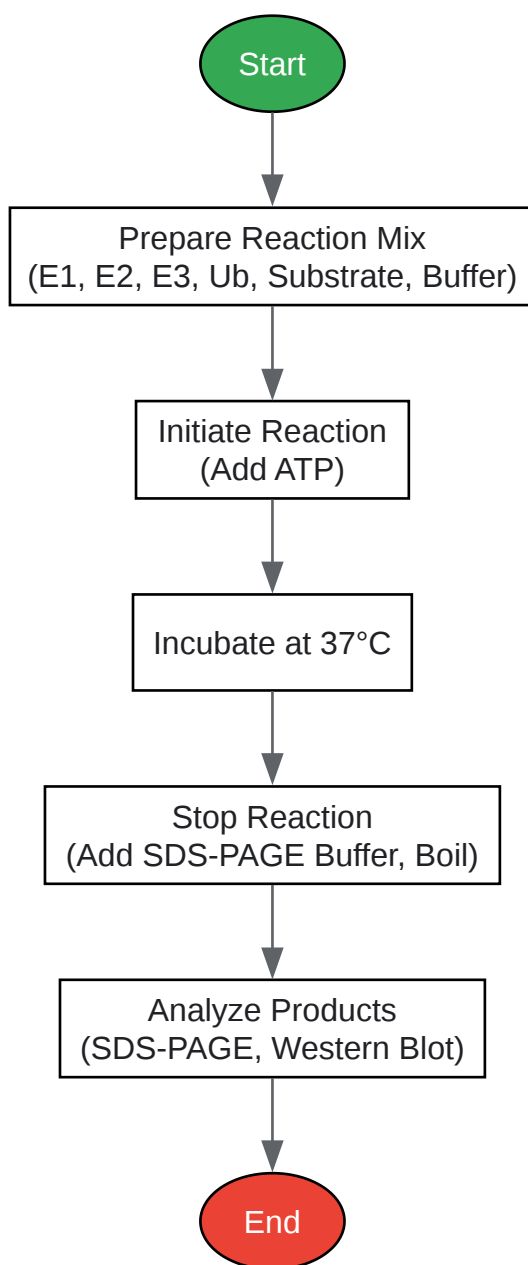 Start
Prepare Reaction Mix
(E1, E2, E3, Ub, Substrate, Buffer)
Initiate Reaction
(Add ATP)
Incubate at 37°C
Stop Reaction
(Add SDS-PAGE Buffer, Boil)
Analyze Products
(SDS-PAGE, Western Blot)
End